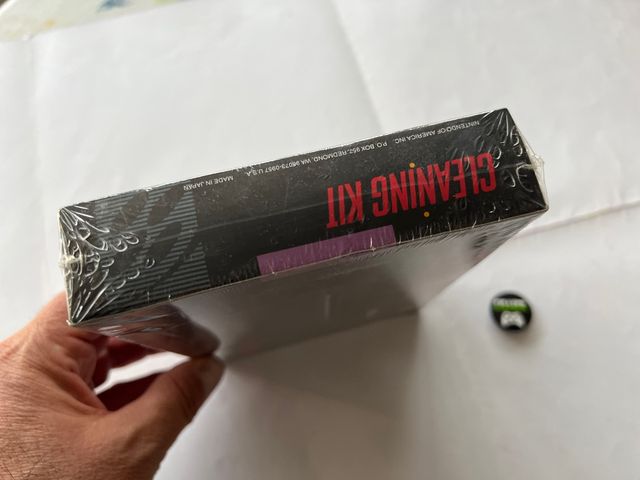 CLEANING KIT
NINTENDO OF AMERICA INC. P.O. BOX 957, REDMOND, WA 98073-0957 U.S.A. MADE IN JAPAN